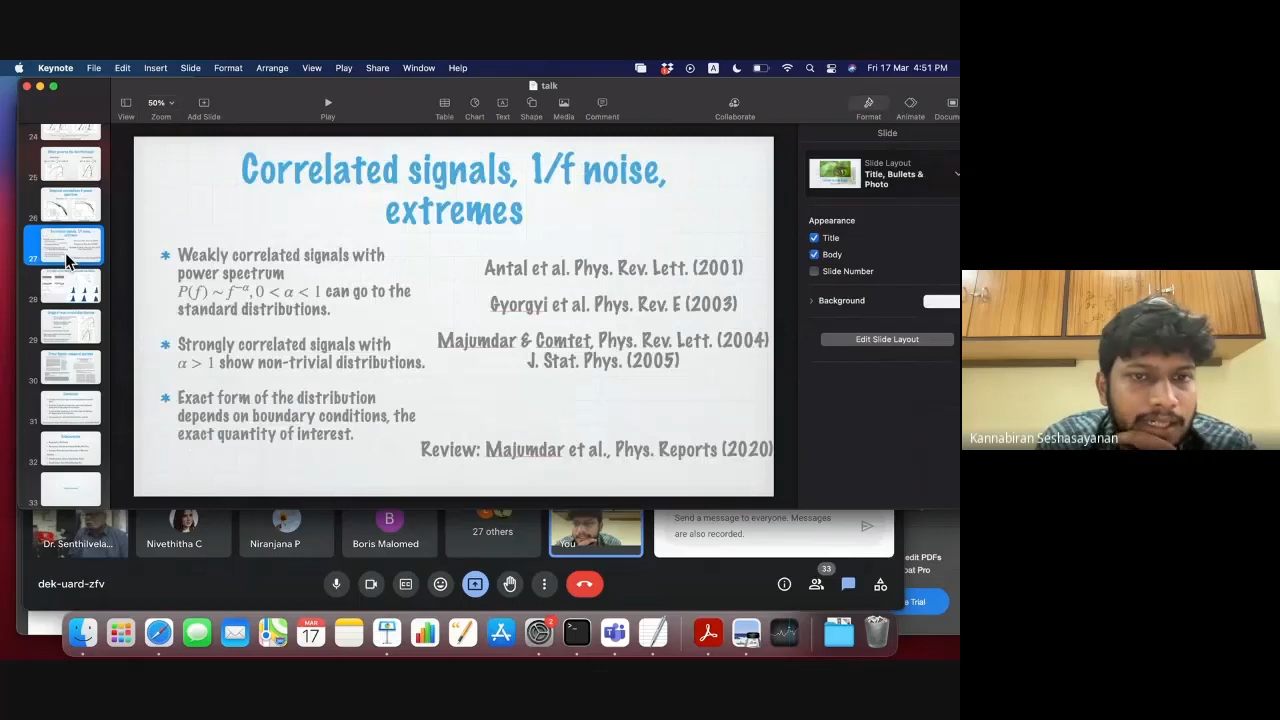 Keynote File Edit Insert Slide Format Arrange View Play Share Window Help
A
Fri 17 Mar 4:51 PM
talk
50%
View Zoom Add Slide Play Table Chart Text Shape Media Comment Collaborate Format Animate Docum
Slide
Slide Layout
Title, Bullets &
Photo
Appearance
Title
Body
Slide Number
Background
Edit Slide Layout
24
25
26
27
28
29
30
31
32
33
Correlated signals, 1/f noise,
extremes
* Weakly correlated signals with
power spectrum
P(f) ∼ f^−α, 0 < α < 1 can go to the
standard distributions.
* Strongly correlated signals with
α > 1 show non-trivial distributions.
* Exact form of the distribution
depends on boundary conditions, the
exact quantity of interest.
Antal et al. Phys. Rev. Lett. (2001)
Gyorgyi et al. Phys. Rev. E (2003)
Majumdar & Comtet, Phys. Rev. Lett. (2004)
J. Stat. Phys. (2005)
Review: Majumdar et al., Phys. Reports (2020)
Kannabiran Seshasayanan
Dr. Senthilvela...
Nivethitha C
Niranjana P
B
Boris Malomed
27 others
You
Send a message to everyone. Messages
are also recorded.
edit PDFs
bat Pro
e Trial
dek-uard-zfv
33
MAR
17
2